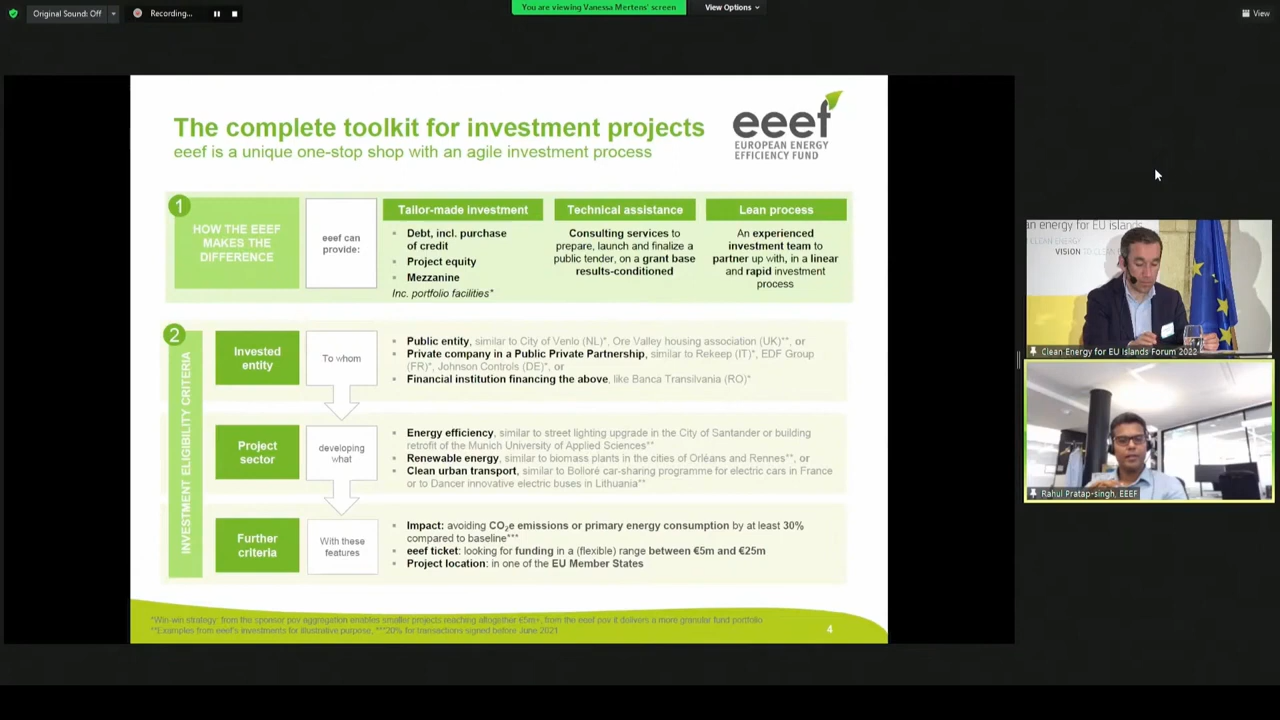 Original Sound: Off
Recording...
You are viewing Vanessa Mertens' screen
View Options
View
The complete toolkit for investment projects
eeef is a unique one-stop shop with an agile investment process
eeef
EUROPEAN ENERGY
EFFICIENCY FUND
1
HOW THE EEEF
MAKES THE
DIFFERENCE
eeef can
provide:
Tailor-made investment
Debt, incl. purchase
of credit
Project equity
Mezzanine
Inc. portfolio facilities*
Technical assistance
Consulting services to
prepare, launch and finalize a
public tender, on a grant base
results-conditioned
Lean process
An experienced
investment team to
partner up with, in a linear
and rapid investment
process
2
INVESTMENT ELIGIBILITY CRITERIA
Invested
entity
To whom
Public entity, similar to City of Venlo (NL)*, Ore Valley housing association (UK)**, or
Private company in a Public Private Partnership, similar to Rekeep (IT)*, EDF Group
(FR)*, Johnson Controls (DE)*, or
Financial institution financing the above, like Banca Transilvania (RO)*
Project
sector
developing
what
Energy efficiency, similar to street lighting upgrade in the City of Santander or building
retrofit of the Munich University of Applied Sciences**
Renewable energy, similar to biomass plants in the cities of Orléans and Rennes**, or
Clean urban transport, similar to Bolloré car-sharing programme for electric cars in France
or to Dancer innovative electric buses in Lithuania**
Further
criteria
With these
features
Impact: avoiding CO2e emissions or primary energy consumption by at least 30%
compared to baseline***
eeef ticket: looking for funding in a (flexible) range between €5m and €25m
Project location: in one of the EU Member States
*Win-win strategy: from the sponsor pov aggregation enables smaller projects reaching altogether €5m+, from the eeef pov it delivers a more granular fund portfolio
**Examples from eeef's investments for illustrative purpose, ***20% for transactions signed before June 2021
4
an energy for EU islands
CLEAN ENERGY
VISION TO CLEAN
Clean Energy for EU Islands Forum 2022
Rahul Pratap-singh, EEEF